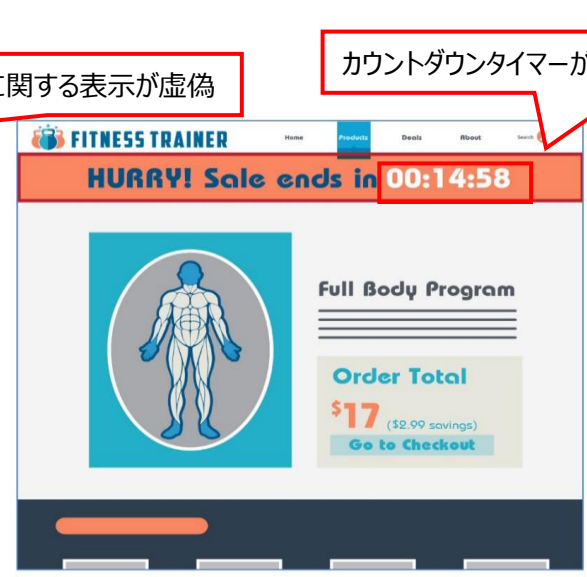 に関する表示が虚偽
カウントダウンタイマーが
FITNESS TRAINER
Home
Products
Deals
About
Search
HURRY! Sale ends in 00:14:58
Full Body Program
Order Total
$17 ($2.99 savings)
Go to Checkout